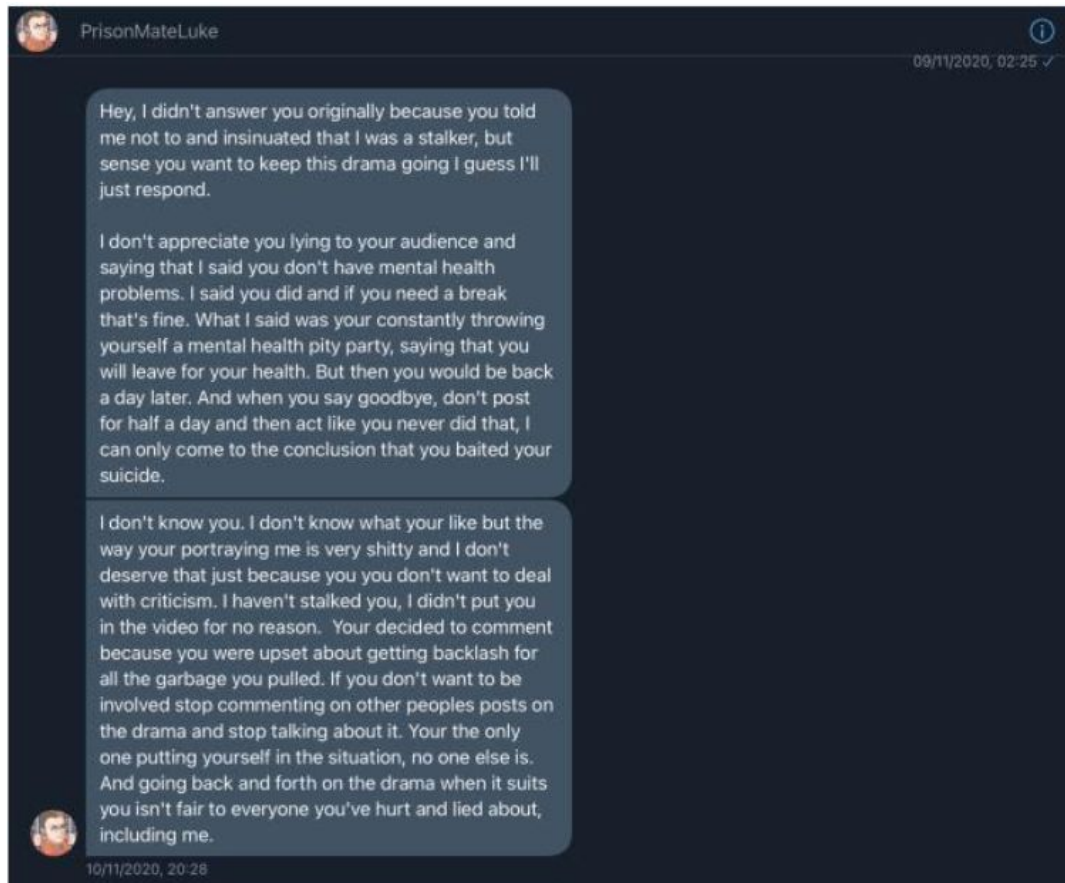 PrisonMateLuke
09/11/2020, 02:25 ✓
Hey, I didn't answer you originally because you told
me not to and insinuated that I was a stalker, but
sense you want to keep this drama going I guess I'll
just respond.
I don't appreciate you lying to your audience and
saying that I said you don't have mental health
problems. I said you did and if you need a break
that's fine. What I said was your constantly throwing
yourself a mental health pity party, saying that you
will leave for your health. But then you would be back
a day later. And when you say goodbye, don't post
for half a day and then act like you never did that, I
can only come to the conclusion that you baited your
suicide.
I don't know you. I don't know what your like but the
way your portraying me is very shitty and I don't
deserve that just because you you don't want to deal
with criticism. I haven't stalked you, I didn't put you
in the video for no reason.  Your decided to comment
because you were upset about getting backlash for
all the garbage you pulled. If you don't want to be
involved stop commenting on other peoples posts on
the drama and stop talking about it. Your the only
one putting yourself in the situation, no one else is.
And going back and forth on the drama when it suits
you isn't fair to everyone you've hurt and lied about,
including me.
10/11/2020, 20:28